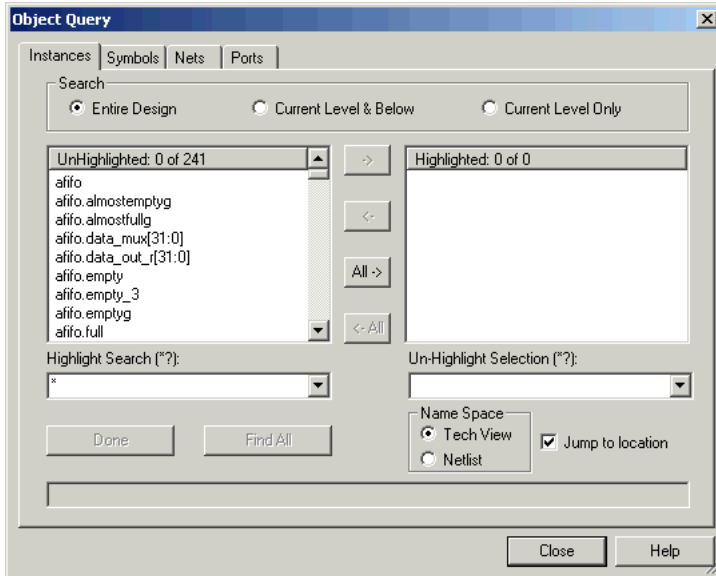 Object Query
Instances Symbols Nets Ports
Search
Entire Design Current Level & Below Current Level Only
UnHighlighted: 0 of 241 -> Highlighted: 0 of 0
afifo
afifo.almostemptyg
afifo.almostfullg
<-
afifo.data_mux[31:0]
afifo.data_out_r[31:0]
afifo.empty All ->
afifo.empty_3
afifo.emptyg
afifo.full <- All
Highlight Search (*?): Un-Highlight Selection (*?):
*
Name Space
Done Find All Tech View Jump to location
Netlist
Close Help